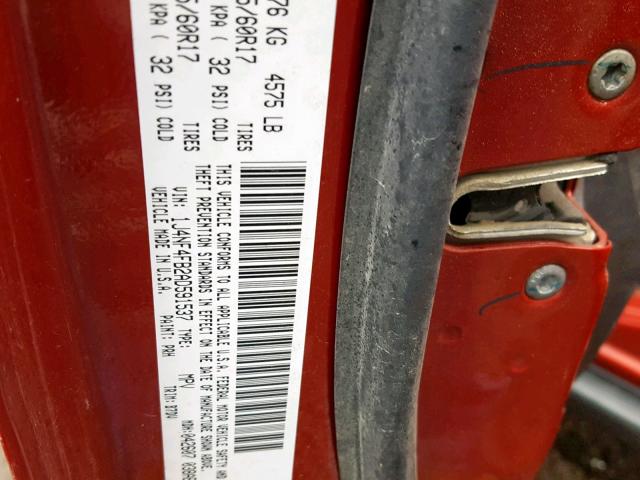 76 KG 4575 LB
5/60R17 TIRES
KPA ( 32 PSI) COLD
5/60R17 TIRES
KPA ( 32 PSI) COLD
THIS VEHICLE CONFORMS TO ALL APPLICABLE U.S.A. FEDERAL MOTOR VEHICLE SAFETY AND
THEFT PREVENTION STANDARDS IN EFFECT ON THE DATE OF MANUFACTURE SHOWN ABOVE.
VIN: 1J4NF4FB2AD591537 TYPE: MPV
VEHICLE MADE IN U.S.A. PAINT: PRH TRIM: